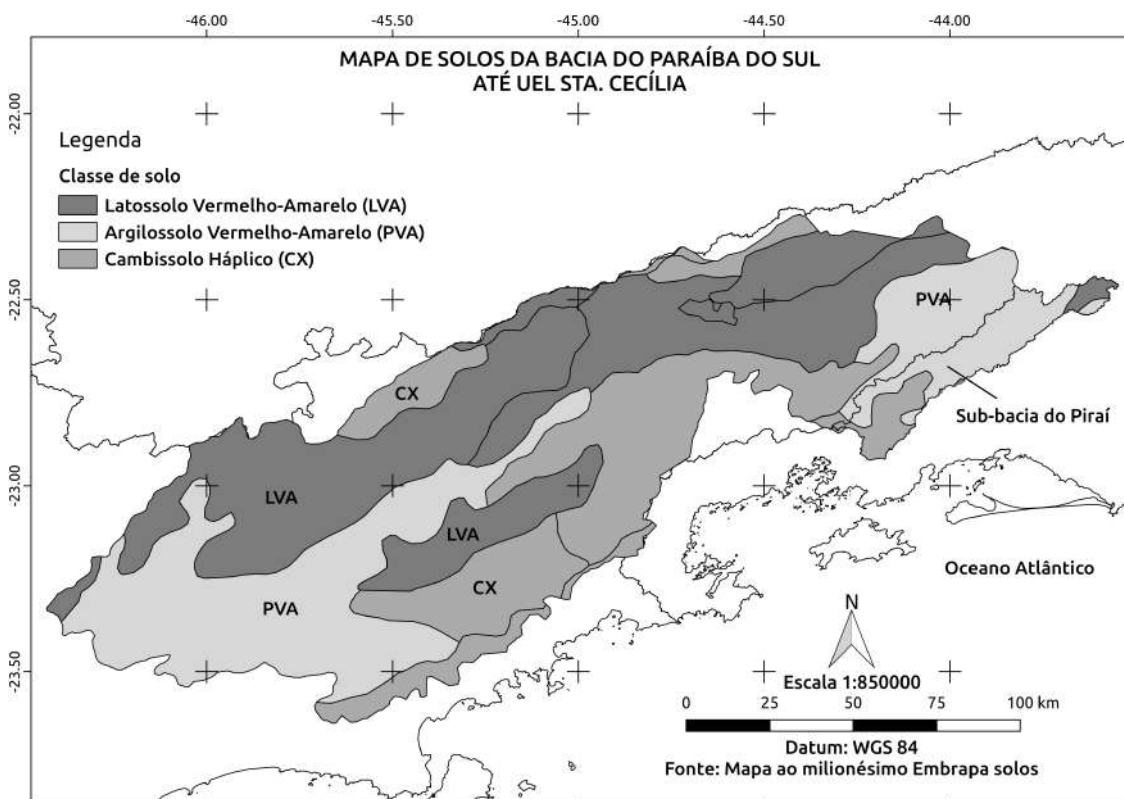 -46.00
-45.50
-45.00
-44.50
-44.00
MAPA DE SOLOS DA BACIA DO PARAÍBA DO SUL
ATÉ UEL STA. CECÍLIA
-22.00
-22.50
-23.00
-23.50
Legenda
Classe de solo
Latossolo Vermelho-Amarelo (LVA)
Argilossolo Vermelho-Amarelo (PVA)
Cambissolo Háplico (CX)
PVA
CX
Sub-bacia do Piraí
LVA
LVA
CX
PVA
Oceano Atlântico
N
Escala 1:850000
0 25 50 75 100 km
Datum: WGS 84
Fonte: Mapa ao milionésimo Embrapa solos